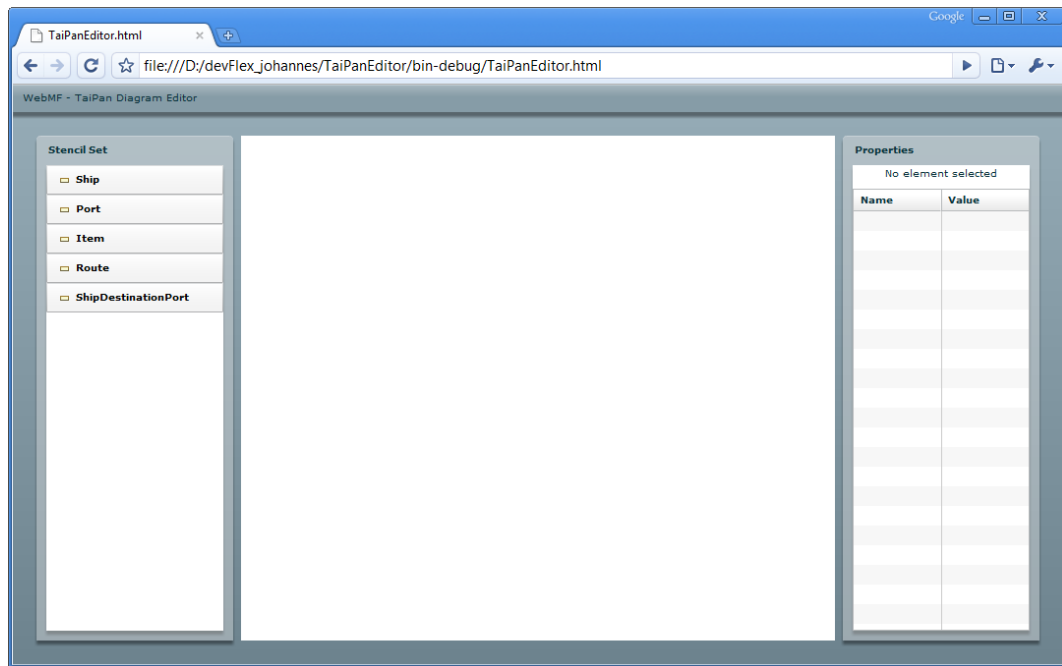 Google
TaiPanEditor.html
file:///D:/devFlex_johannes/TaiPanEditor/bin-debug/TaiPanEditor.html
WebMF - TaiPan Diagram Editor
Stencil Set
Ship
Port
Item
Route
ShipDestinationPort
Properties
No element selected
Name Value